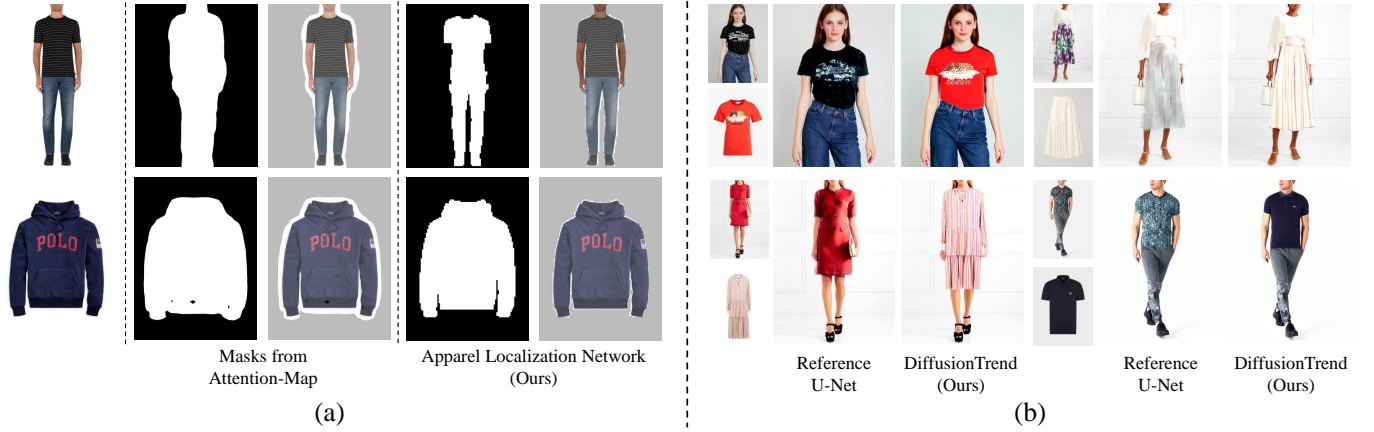 POLO
POLO
POLO
Masks from
Attention-Map
Apparel Localization Network
(Ours)
(a)
Reference
U-Net
DiffusionTrend
(Ours)
Reference
U-Net
DiffusionTrend
(Ours)
(b)